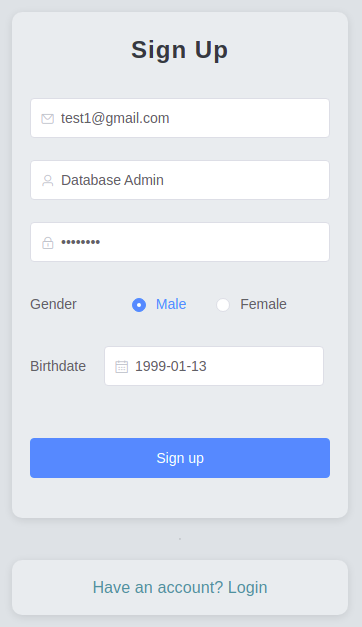 Sign Up
test1@gmail.com
Database Admin
••••••••
Gender Male Female
Birthdate 1999-01-13
Sign up
Have an account? Login